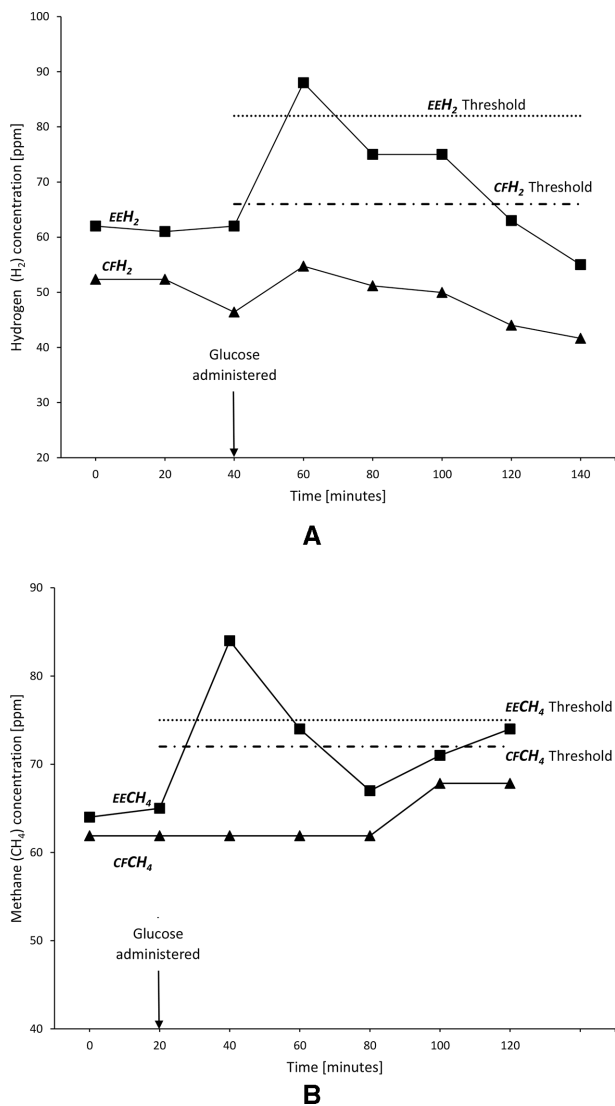 100
90
EEH₂ Threshold
80
70
CFH₂ Threshold
60
EEH₂
CFH₂
50
40
Glucose
administered
30
20
Hydrogen (H₂) concentration [ppm]
0 20 40 60 80 100 120 140
Time [minutes]
A
90
80
EECH₄ Threshold
CFCH₄ Threshold
70
EECH₄
60
CFCH₄
50
Glucose
administered
40
Methane (CH₄) concentration [ppm]
0 20 40 60 80 100 120
Time [minutes]
B